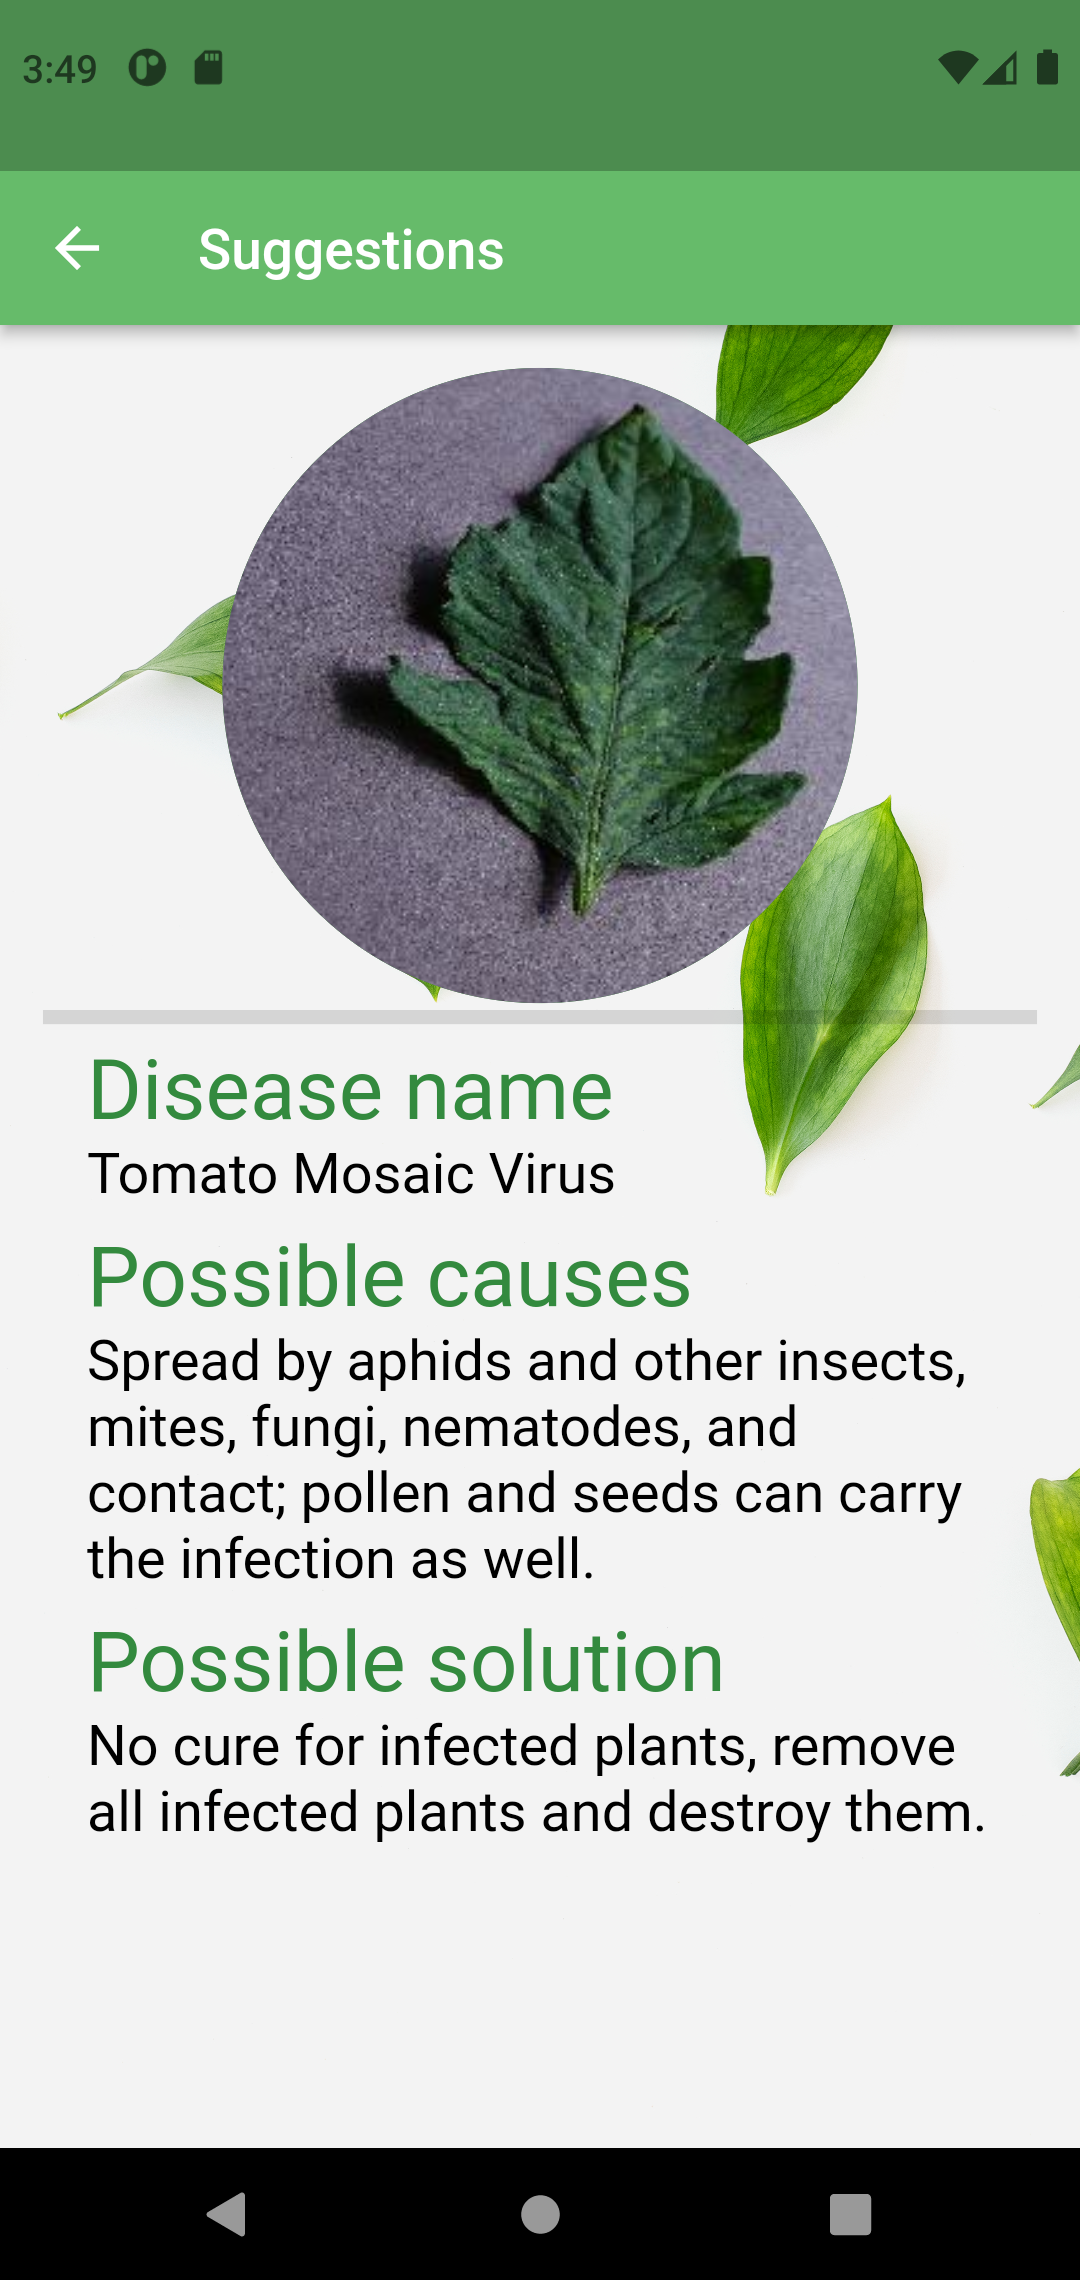 3:49
Suggestions
Disease name
Tomato Mosaic Virus
Possible causes
Spread by aphids and other insects,
mites, fungi, nematodes, and
contact; pollen and seeds can carry
the infection as well.
Possible solution
No cure for infected plants, remove
all infected plants and destroy them.